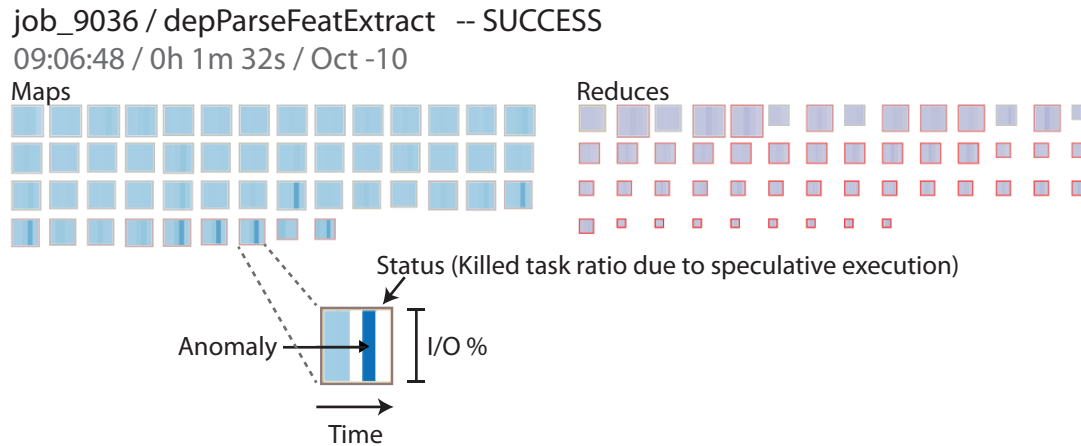 job_9036 / depParseFeatExtract -- SUCCESS
09:06:48 / 0h 1m 32s / Oct -10
Maps
Reduces
Status (Killed task ratio due to speculative execution)
Anomaly
I/O %
Time